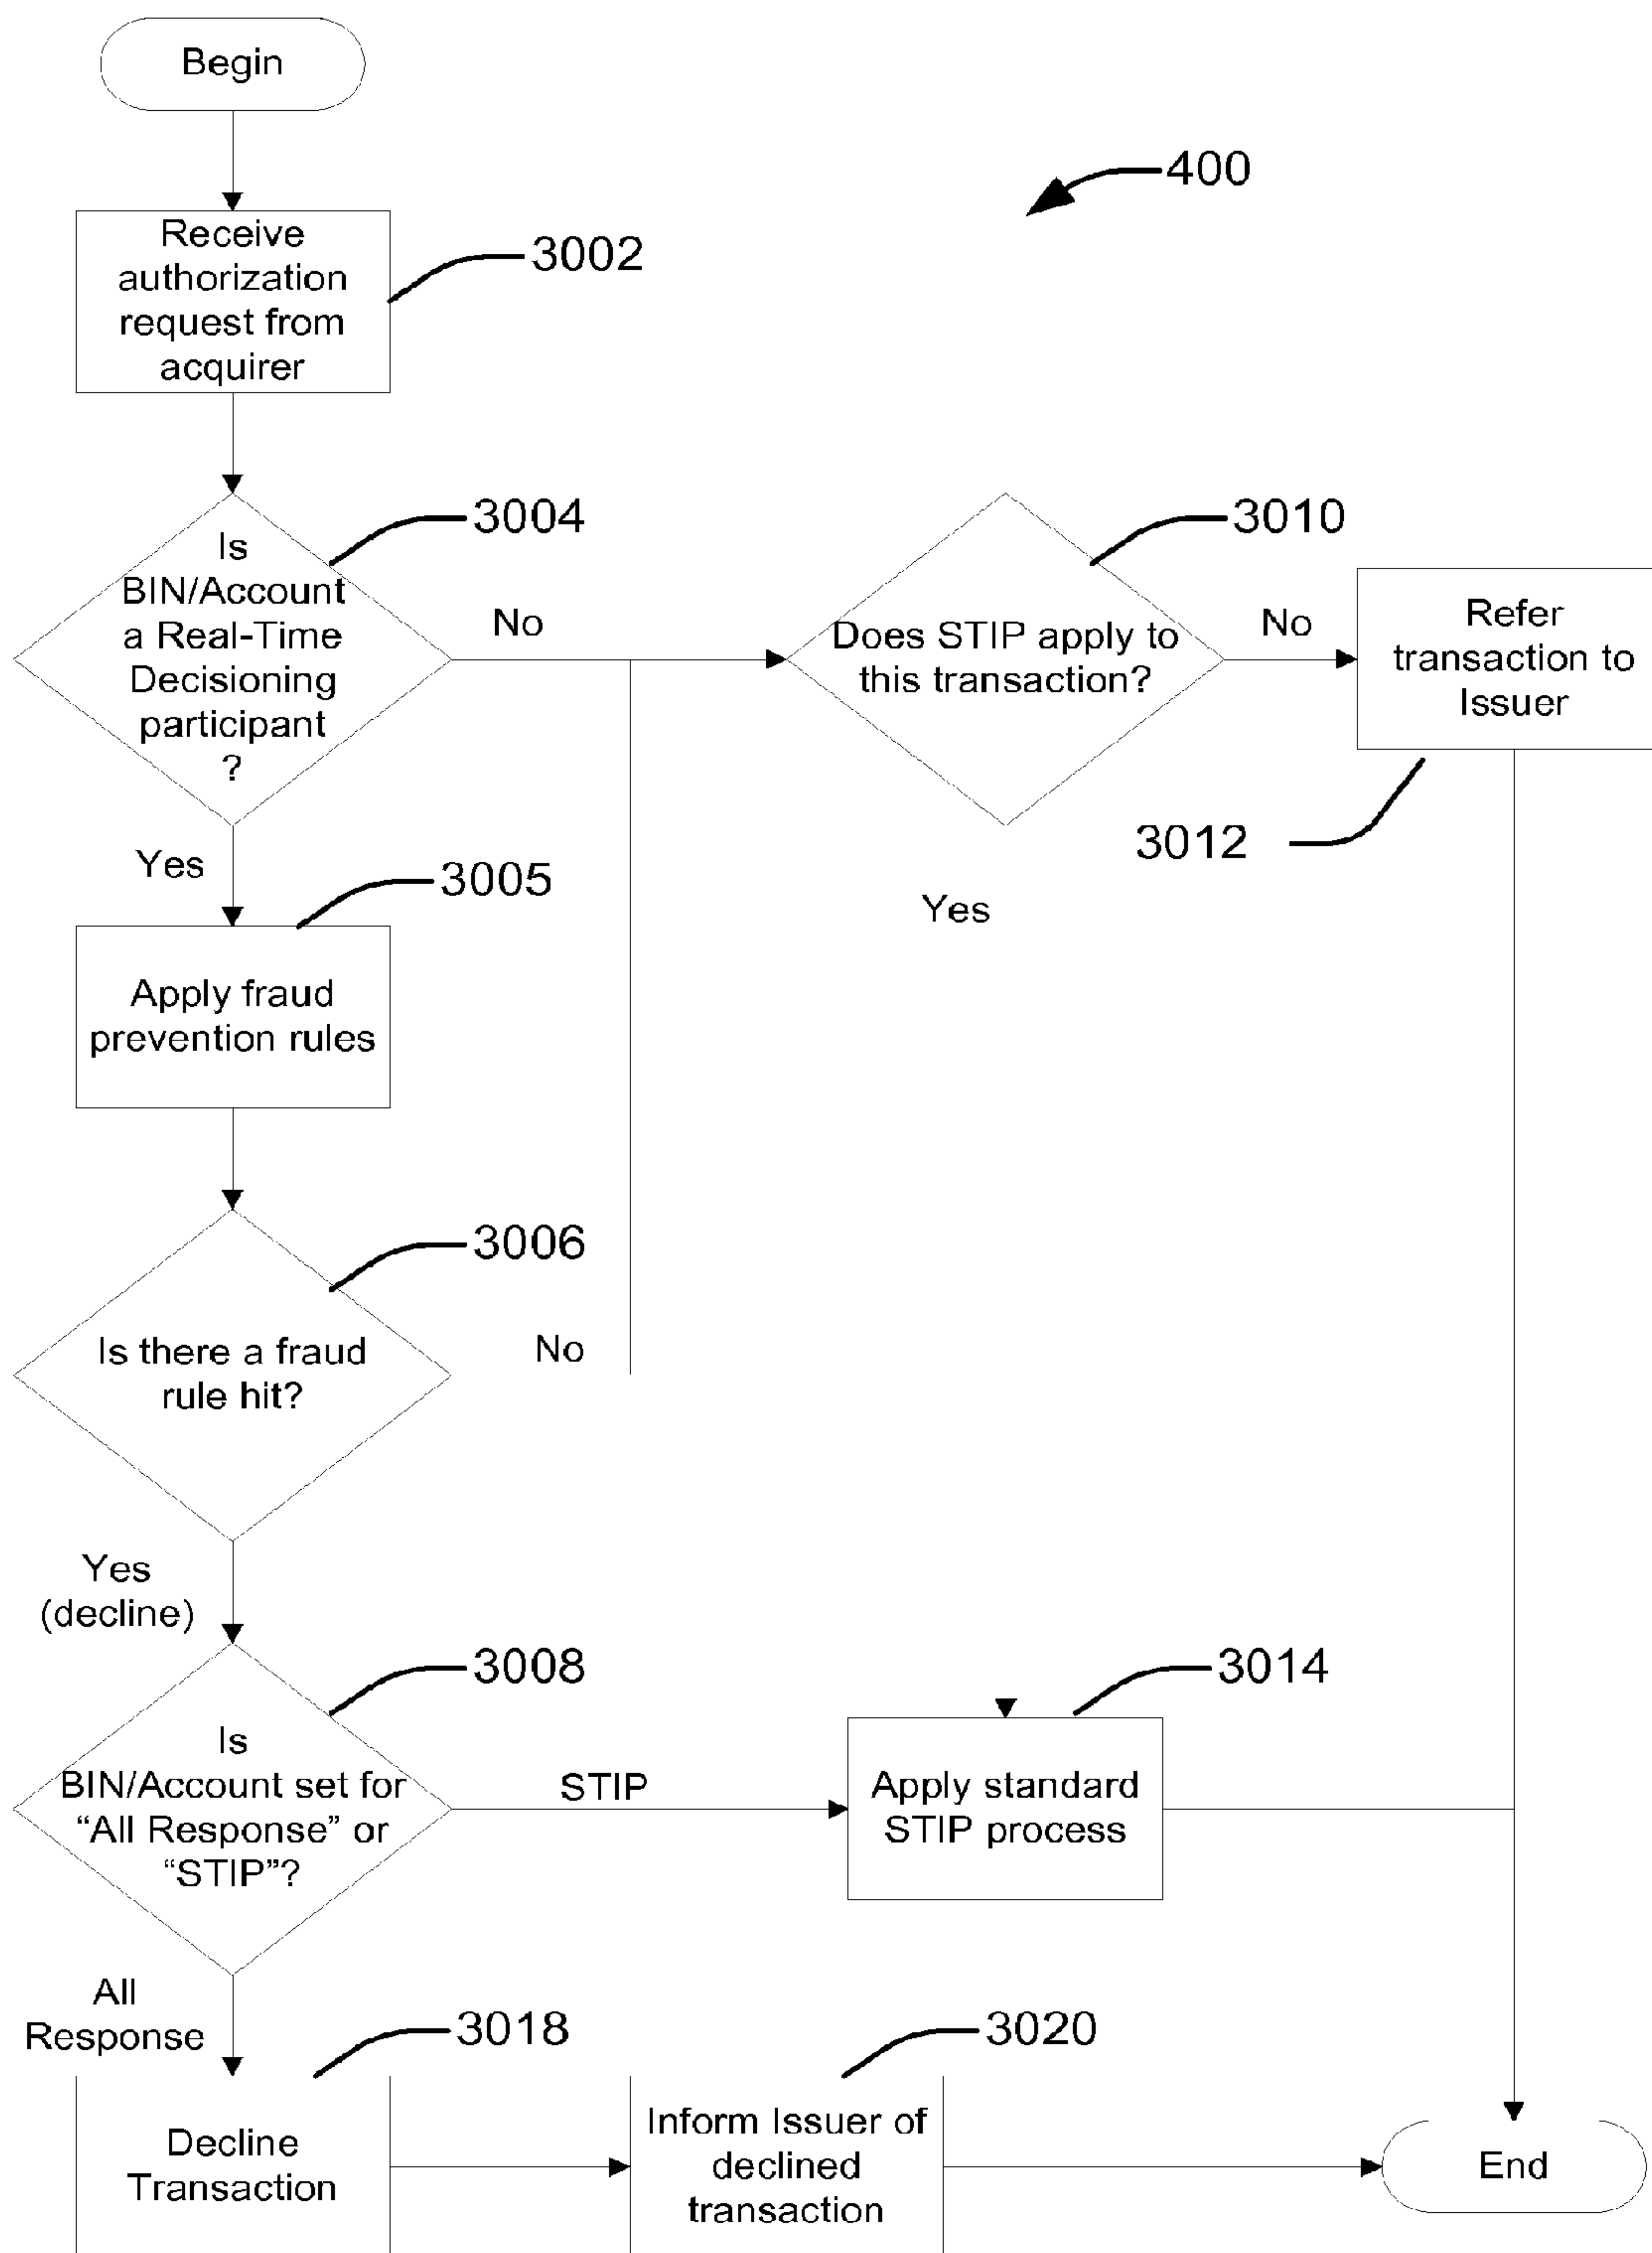 Begin
400
Receive
authorization
request from
acquirer
3002
Is
BIN/Account
a Real-Time
Decisioning
participant
?
3004
No
Does STIP apply to
this transaction?
3010
No
Refer
transaction to
Issuer
3012
Yes
Yes
3005
Apply fraud
prevention rules
3006
Is there a fraud
rule hit?
No
Yes
(decline)
3008
Is
BIN/Account set for
“All Response” or
“STIP”?
STIP
3014
Apply standard
STIP process
All
Response
3018
Decline
Transaction
3020
Inform Issuer of
declined
transaction
End